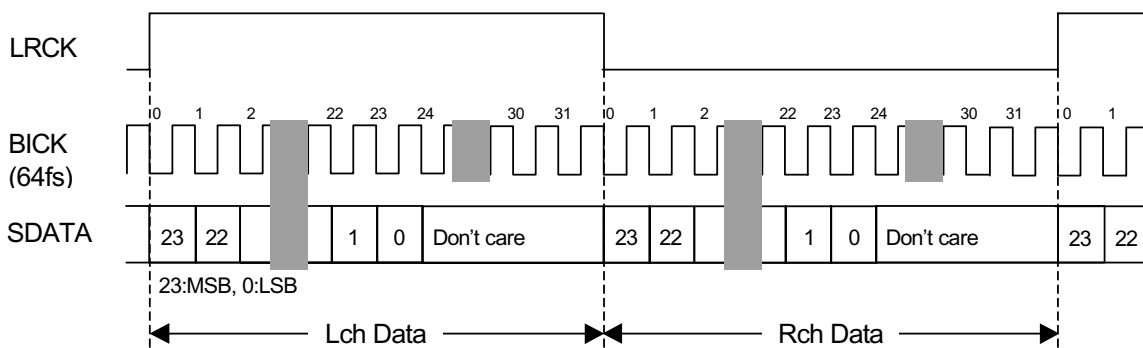 LRCK
0 1 2 22 23 24 30 31 0 1 2 22 23 24 30 31 0 1
BICK
(64fs)
SDATA 23 22 1 0 Don't care 23 22 1 0 Don't care 23 22
23:MSB, 0:LSB
Lch Data Rch Data